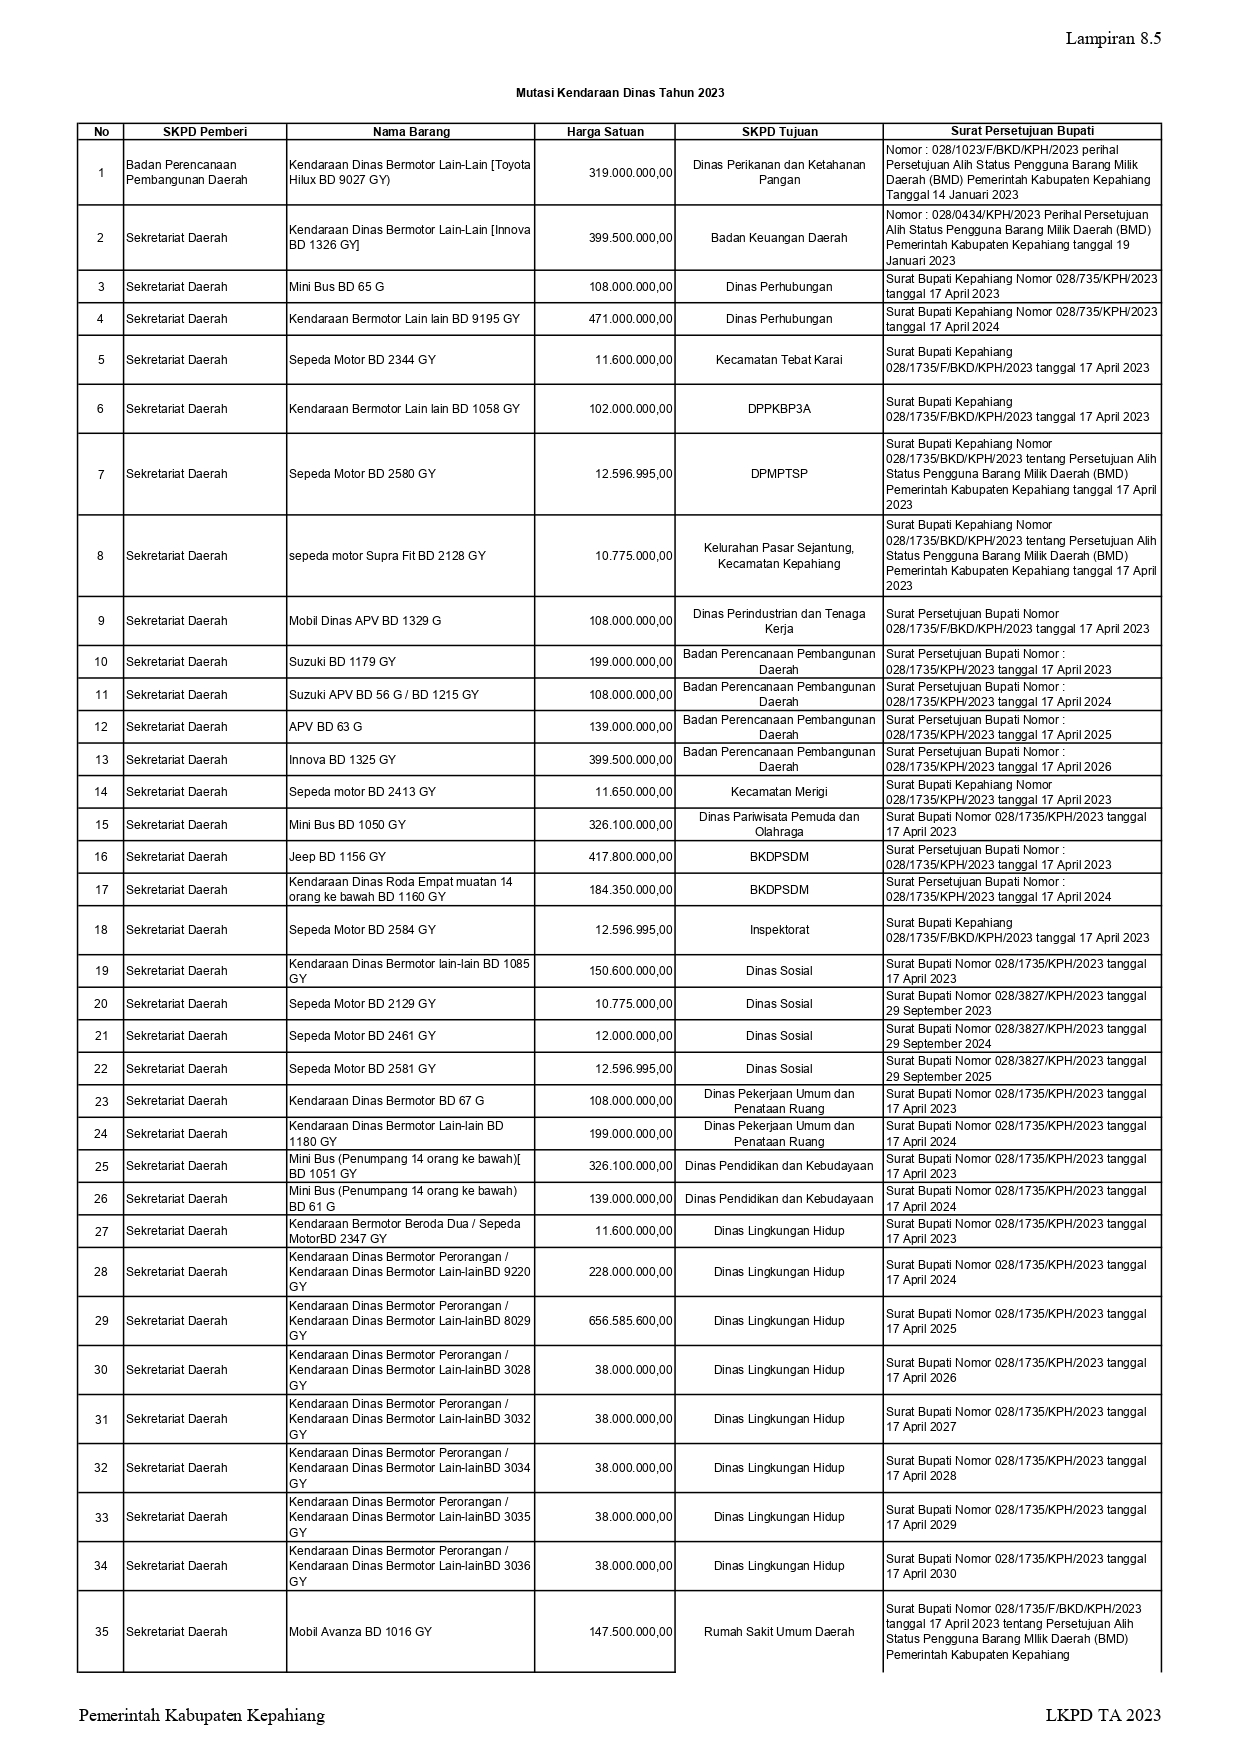 Lampiran 8.5
Mutasi Kendaraan Dinas Tahun 2023
No SKPD Pemberi Nama Barang Harga Satuan SKPD Tujuan Surat Persetujuan Bupati
1 Badan Perencanaan Pembangunan Daerah Kendaraan Dinas Bermotor Lain-Lain [Toyota Hilux BD 9027 GY) 319.000.000,00 Dinas Perikanan dan Ketahanan Pangan Nomor : 028/1023/F/BKD/KPH/2023 perihal Persetujuan Alih Status Pengguna Barang Milik Daerah (BMD) Pemerintah Kabupaten Kepahiang Tanggal 14 Januari 2023
2 Sekretariat Daerah Kendaraan Dinas Bermotor Lain-Lain [Innova BD 1326 GY] 399.500.000,00 Badan Keuangan Daerah Nomor : 028/0434/KPH/2023 Perihal Persetujuan Alih Status Pengguna Barang Milik Daerah (BMD) Pemerintah Kabupaten Kepahiang tanggal 19 Januari 2023
3 Sekretariat Daerah Mini Bus BD 65 G 108.000.000,00 Dinas Perhubungan Surat Bupati Kepahiang Nomor 028/735/KPH/2023 tanggal 17 April 2023
4 Sekretariat Daerah Kendaraan Bermotor Lain lain BD 9195 GY 471.000.000,00 Dinas Perhubungan Surat Bupati Kepahiang Nomor 028/735/KPH/2023 tanggal 17 April 2024
5 Sekretariat Daerah Sepeda Motor BD 2344 GY 11.600.000,00 Kecamatan Tebat Karai Surat Bupati Kepahiang 028/1735/F/BKD/KPH/2023 tanggal 17 April 2023
6 Sekretariat Daerah Kendaraan Bermotor Lain lain BD 1058 GY 102.000.000,00 DPPKBP3A Surat Bupati Kepahiang 028/1735/F/BKD/KPH/2023 tanggal 17 April 2023
7 Sekretariat Daerah Sepeda Motor BD 2580 GY 12.596.995,00 DPMPTSP Surat Bupati Kepahiang Nomor 028/1735/BKD/KPH/2023 tentang Persetujuan Alih Status Pengguna Barang Milik Daerah (BMD) Pemerintah Kabupaten Kepahiang tanggal 17 April 2023
8 Sekretariat Daerah sepeda motor Supra Fit BD 2128 GY 10.775.000,00 Kelurahan Pasar Sejantung, Kecamatan Kepahiang Surat Bupati Kepahiang Nomor 028/1735/BKD/KPH/2023 tentang Persetujuan Alih Status Pengguna Barang Milik Daerah (BMD) Pemerintah Kabupaten Kepahiang tanggal 17 April 2023
9 Sekretariat Daerah Mobil Dinas APV BD 1329 G 108.000.000,00 Dinas Perindustrian dan Tenaga Kerja Surat Persetujuan Bupati Nomor 028/1735/F/BKD/KPH/2023 tanggal 17 April 2023
10 Sekretariat Daerah Suzuki BD 1179 GY 199.000.000,00 Badan Perencanaan Pembangunan Daerah Surat Persetujuan Bupati Nomor : 028/1735/KPH/2023 tanggal 17 April 2023
11 Sekretariat Daerah Suzuki APV BD 56 G / BD 1215 GY 108.000.000,00 Badan Perencanaan Pembangunan Daerah Surat Persetujuan Bupati Nomor : 028/1735/KPH/2023 tanggal 17 April 2024
12 Sekretariat Daerah APV BD 63 G 139.000.000,00 Badan Perencanaan Pembangunan Daerah Surat Persetujuan Bupati Nomor : 028/1735/KPH/2023 tanggal 17 April 2025
13 Sekretariat Daerah Innova BD 1325 GY 399.500.000,00 Badan Perencanaan Pembangunan Daerah Surat Persetujuan Bupati Nomor : 028/1735/KPH/2023 tanggal 17 April 2026
14 Sekretariat Daerah Sepeda motor BD 2413 GY 11.650.000,00 Kecamatan Merigi Surat Bupati Kepahiang Nomor 028/1735/KPH/2023 tanggal 17 April 2023
15 Sekretariat Daerah Mini Bus BD 1050 GY 326.100.000,00 Dinas Pariwisata Pemuda dan Olahraga Surat Bupati Nomor 028/1735/KPH/2023 tanggal 17 April 2023
16 Sekretariat Daerah Jeep BD 1156 GY 417.800.000,00 BKDPSDM Surat Persetujuan Bupati Nomor : 028/1735/KPH/2023 tanggal 17 April 2023
17 Sekretariat Daerah Kendaraan Dinas Roda Empat muatan 14 orang ke bawah BD 1160 GY 184.350.000,00 BKDPSDM Surat Persetujuan Bupati Nomor : 028/1735/KPH/2023 tanggal 17 April 2024
18 Sekretariat Daerah Sepeda Motor BD 2584 GY 12.596.995,00 Inspektorat Surat Bupati Kepahiang 028/1735/F/BKD/KPH/2023 tanggal 17 April 2023
19 Sekretariat Daerah Kendaraan Dinas Bermotor lain-lain BD 1085 GY 150.600.000,00 Dinas Sosial Surat Bupati Nomor 028/1735/KPH/2023 tanggal 17 April 2023
20 Sekretariat Daerah Sepeda Motor BD 2129 GY 10.775.000,00 Dinas Sosial Surat Bupati Nomor 028/3827/KPH/2023 tanggal 29 September 2023
21 Sekretariat Daerah Sepeda Motor BD 2461 GY 12.000.000,00 Dinas Sosial Surat Bupati Nomor 028/3827/KPH/2023 tanggal 29 September 2024
22 Sekretariat Daerah Sepeda Motor BD 2581 GY 12.596.995,00 Dinas Sosial Surat Bupati Nomor 028/3827/KPH/2023 tanggal 29 September 2025
23 Sekretariat Daerah Kendaraan Dinas Bermotor BD 67 G 108.000.000,00 Dinas Pekerjaan Umum dan Penataan Ruang Surat Bupati Nomor 028/1735/KPH/2023 tanggal 17 April 2023
24 Sekretariat Daerah Kendaraan Dinas Bermotor Lain-lain BD 1180 GY 199.000.000,00 Dinas Pekerjaan Umum dan Penataan Ruang Surat Bupati Nomor 028/1735/KPH/2023 tanggal 17 April 2024
25 Sekretariat Daerah Mini Bus (Penumpang 14 orang ke bawah)[ BD 1051 GY 326.100.000,00 Dinas Pendidikan dan Kebudayaan Surat Bupati Nomor 028/1735/KPH/2023 tanggal 17 April 2023
26 Sekretariat Daerah Mini Bus (Penumpang 14 orang ke bawah) BD 61 G 139.000.000,00 Dinas Pendidikan dan Kebudayaan Surat Bupati Nomor 028/1735/KPH/2023 tanggal 17 April 2024
27 Sekretariat Daerah Kendaraan Bermotor Beroda Dua / Sepeda MotorBD 2347 GY 11.600.000,00 Dinas Lingkungan Hidup Surat Bupati Nomor 028/1735/KPH/2023 tanggal 17 April 2023
28 Sekretariat Daerah Kendaraan Dinas Bermotor Perorangan / Kendaraan Dinas Bermotor Lain-lainBD 9220 GY 228.000.000,00 Dinas Lingkungan Hidup Surat Bupati Nomor 028/1735/KPH/2023 tanggal 17 April 2024
29 Sekretariat Daerah Kendaraan Dinas Bermotor Perorangan / Kendaraan Dinas Bermotor Lain-lainBD 8029 GY 656.585.600,00 Dinas Lingkungan Hidup Surat Bupati Nomor 028/1735/KPH/2023 tanggal 17 April 2025
30 Sekretariat Daerah Kendaraan Dinas Bermotor Perorangan / Kendaraan Dinas Bermotor Lain-lainBD 3028 GY 38.000.000,00 Dinas Lingkungan Hidup Surat Bupati Nomor 028/1735/KPH/2023 tanggal 17 April 2026
31 Sekretariat Daerah Kendaraan Dinas Bermotor Perorangan / Kendaraan Dinas Bermotor Lain-lainBD 3032 GY 38.000.000,00 Dinas Lingkungan Hidup Surat Bupati Nomor 028/1735/KPH/2023 tanggal 17 April 2027
32 Sekretariat Daerah Kendaraan Dinas Bermotor Perorangan / Kendaraan Dinas Bermotor Lain-lainBD 3034 GY 38.000.000,00 Dinas Lingkungan Hidup Surat Bupati Nomor 028/1735/KPH/2023 tanggal 17 April 2028
33 Sekretariat Daerah Kendaraan Dinas Bermotor Perorangan / Kendaraan Dinas Bermotor Lain-lainBD 3035 GY 38.000.000,00 Dinas Lingkungan Hidup Surat Bupati Nomor 028/1735/KPH/2023 tanggal 17 April 2029
34 Sekretariat Daerah Kendaraan Dinas Bermotor Perorangan / Kendaraan Dinas Bermotor Lain-lainBD 3036 GY 38.000.000,00 Dinas Lingkungan Hidup Surat Bupati Nomor 028/1735/KPH/2023 tanggal 17 April 2030
35 Sekretariat Daerah Mobil Avanza BD 1016 GY 147.500.000,00 Rumah Sakit Umum Daerah Surat Bupati Nomor 028/1735/F/BKD/KPH/2023 tanggal 17 April 2023 tentang Persetujuan Alih Status Pengguna Barang MIlik Daerah (BMD) Pemerintah Kabupaten Kepahiang
Pemerintah Kabupaten Kepahiang
LKPD TA 2023